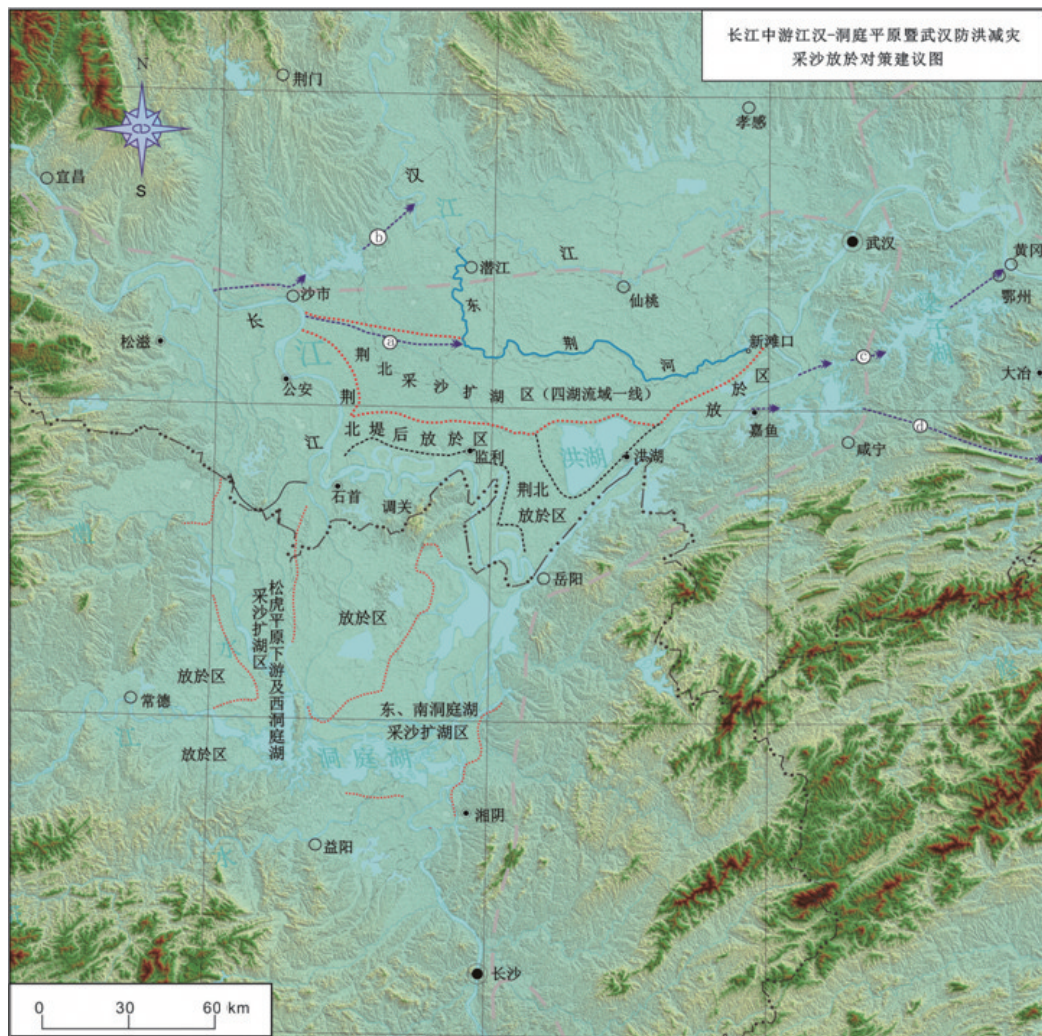 长江中游江汉-洞庭平原暨武汉防洪减灾
采沙放於对策建议图
N
S
荆门
孝感
宜昌
汉
江
b
江
武汉
黄冈
鄂州
潜江
仙桃
沙市
长
东
梁子湖
松滋
a
荆
河
新滩口
c
大冶
江
荆北采沙扩湖区(四湖流域一线)
公安
荆
放於区
嘉鱼
d
咸宁
江
北堤后放於区
监利
洪湖
洪湖
石首
调关
荆北
放於区
岳阳
松虎平原下游及西洞庭湖
采沙扩湖区
放於区
水
放於区
常德
江
东、南洞庭湖
采沙扩湖区
放於区
洞庭湖
湘阴
益阳
水
长沙
0 30 60 km